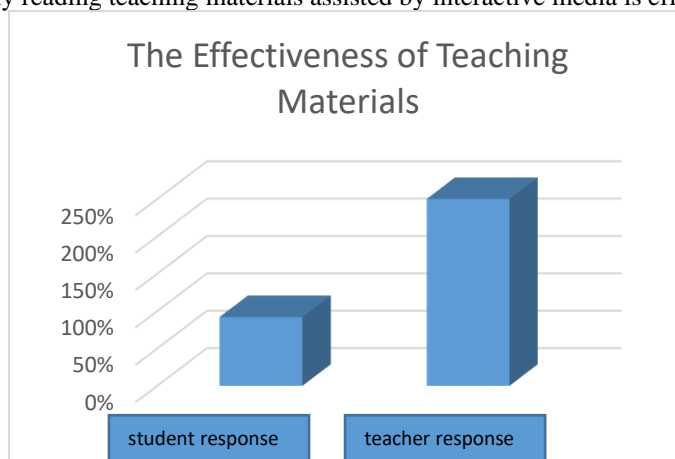 reading teaching materials assisted by interactive media is
The Effectiveness of Teaching
Materials
250%
200%
150%
100%
50%
0%
student response
teacher response